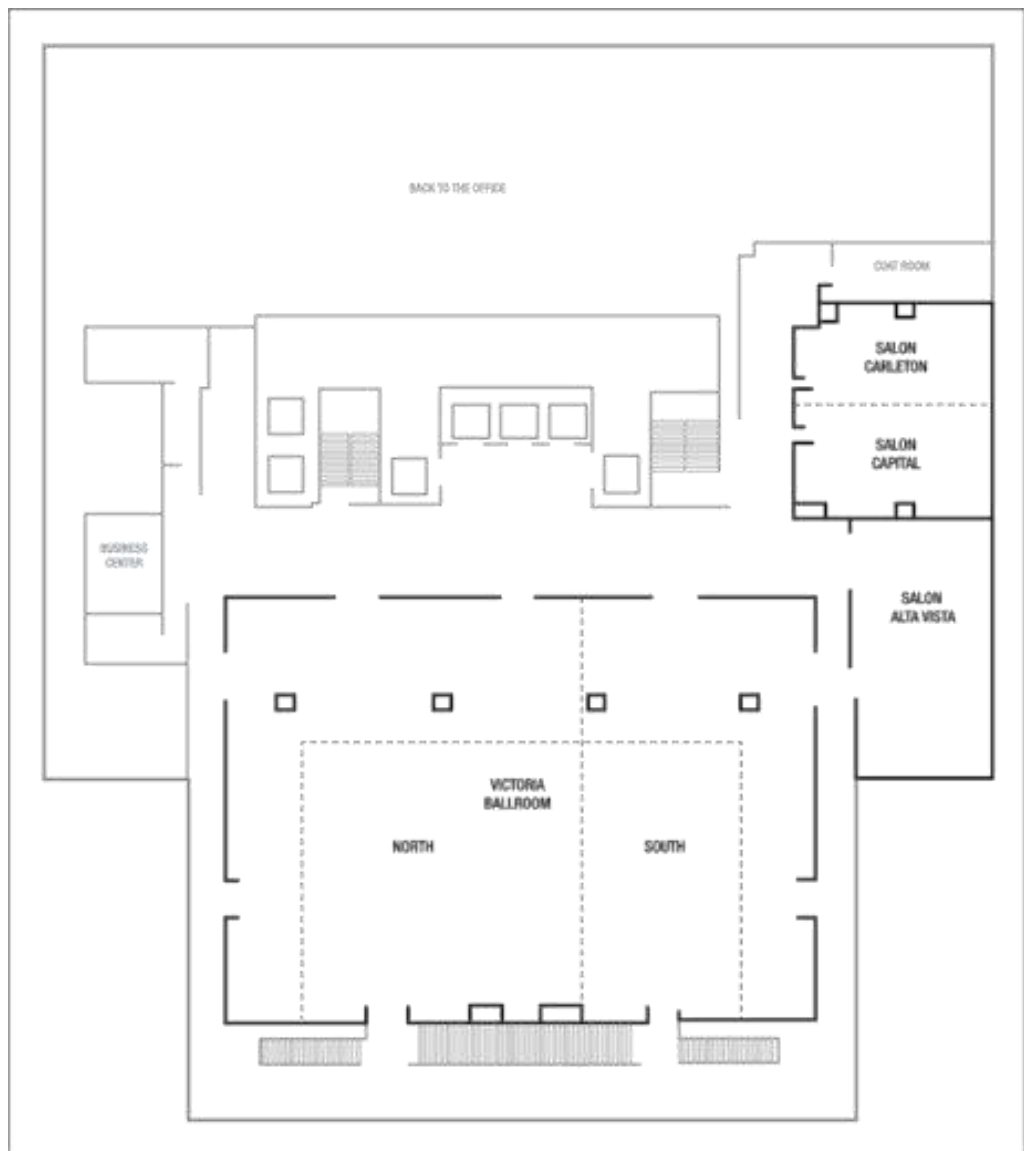 BACK TO THE OFFICE
COAT ROOM
SALON
CARLETON
SALON
CAPITAL
BUSINESS
CENTER
SALON
ALTA VISTA
VICTORIA
BALLROOM
NORTH
SOUTH